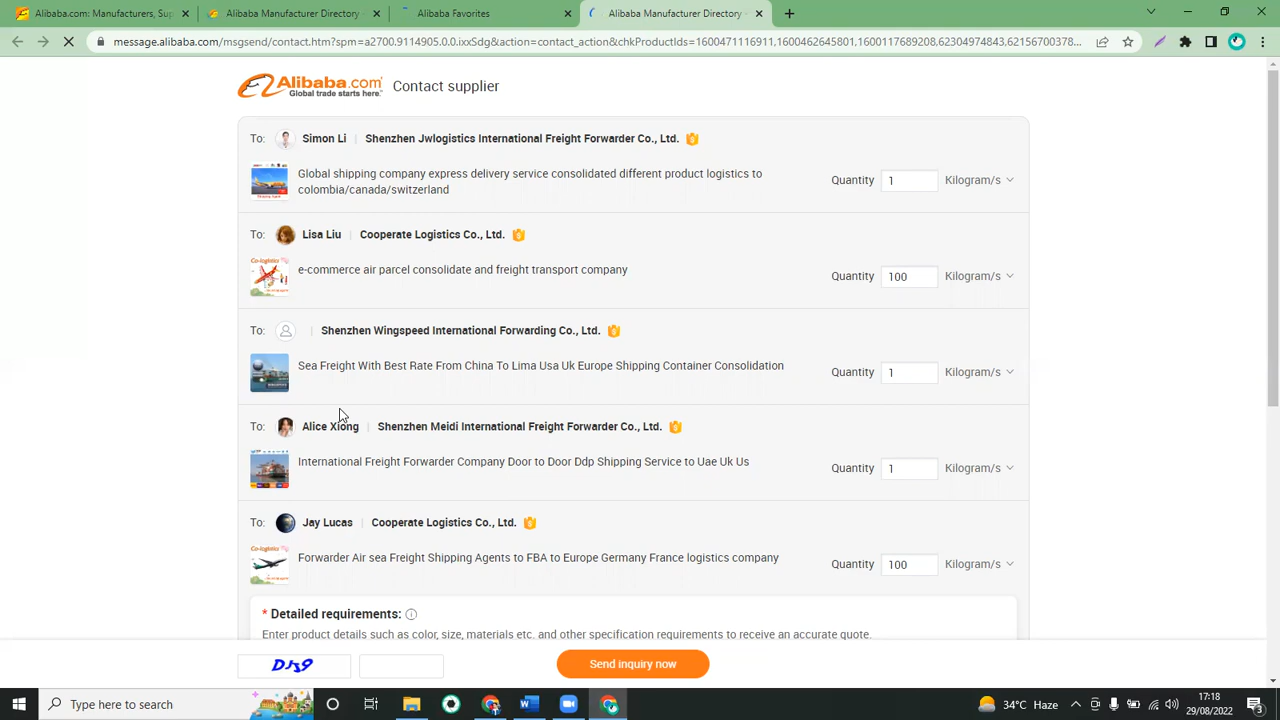 Alibaba.com: Manufacturers, Sup
Alibaba Manufacturer Directory -
Alibaba Favorites
Alibaba Manufacturer Directory -
message.alibaba.com/msgsend/contact.htm?spm=a2700.9114905.0.0.ixxSdg&action=contact_action&chkProductIds=1600471116911,1600462645801,1600117689208,62304974843,62156700378...
Alibaba.com
Global trade starts here.
Contact supplier
To: Simon Li | Shenzhen Jwlogistics International Freight Forwarder Co., Ltd.
Global shipping company express delivery service consolidated different product logistics to
colombia/canada/switzerland
Quantity 1 Kilogram/s
To: Lisa Liu | Cooperate Logistics Co., Ltd.
e-commerce air parcel consolidate and freight transport company
Quantity 100 Kilogram/s
To: | Shenzhen Wingspeed International Forwarding Co., Ltd.
Sea Freight With Best Rate From China To Lima Usa Uk Europe Shipping Container Consolidation
Quantity 1 Kilogram/s
To: Alice Xiong | Shenzhen Meidi International Freight Forwarder Co., Ltd.
International Freight Forwarder Company Door to Door Ddp Shipping Service to Uae Uk Us
Quantity 1 Kilogram/s
To: Jay Lucas | Cooperate Logistics Co., Ltd.
Co-logistics
Forwarder Air sea Freight Shipping Agents to FBA to Europe Germany France logistics company
Quantity 100 Kilogram/s
* Detailed requirements:
Enter product details such as color, size, materials etc. and other specification requirements to receive an accurate quote.
Send inquiry now
Type here to search
34°C Haze
17:18
29/08/2022
3